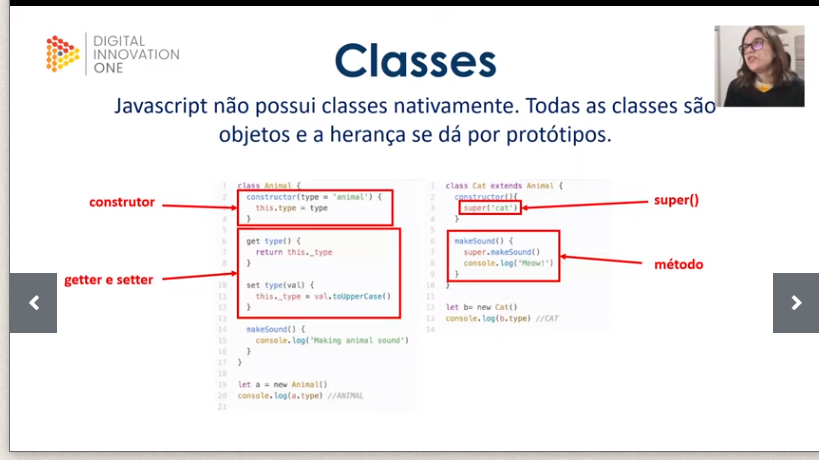 DIGITAL
INNOVATION
ONE
Classes
Javascript não possui classes nativamente. Todas as classes são
objetos e a herança se dá por protótipos.
construtor
getter e setter
1 class Animal {
2 constructor(type = 'animal') {
3 this.type = type
4 }
5
6 get type() {
7 return this._type
8 }
9
10 set type(val) {
11 this._type = val.toUpperCase()
12 }
13
14 makeSound() {
15 console.log('Making animal sound')
16 }
17 }
18
19 let a = new Animal()
20 console.log(a.type) //ANIMAL
21
1 class Cat extends Animal {
2 constructor(){
3 super('cat')
4 }
5
6 makeSound() {
7 super.makeSound()
8 console.log('Meow!')
9 }
10 }
11
12 let b= new Cat()
13 console.log(b.type) //CAT
14
super()
método